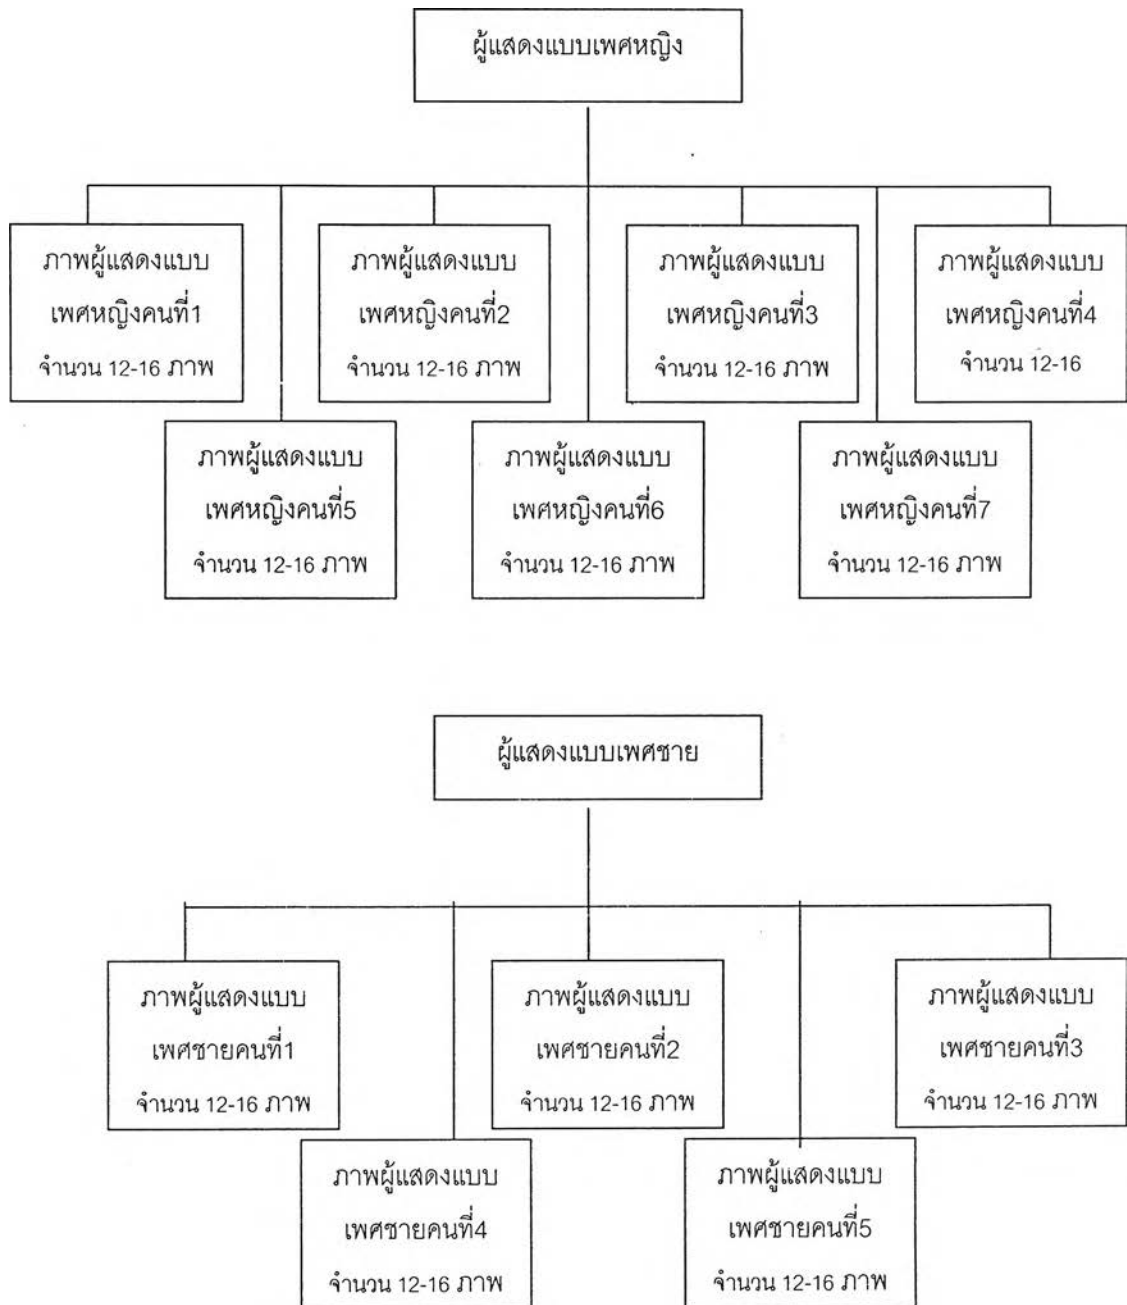 ผู้แสดงแบบเพศหญิง
ภาพผู้แสดงแบบ
เพศหญิงคนที่1
จำนวน 12-16 ภาพ
ภาพผู้แสดงแบบ
เพศหญิงคนที่2
จำนวน 12-16 ภาพ
ภาพผู้แสดงแบบ
เพศหญิงคนที่3
จำนวน 12-16 ภาพ
ภาพผู้แสดงแบบ
เพศหญิงคนที่4
จำนวน 12-16
ภาพผู้แสดงแบบ
เพศหญิงคนที่5
จำนวน 12-16 ภาพ
ภาพผู้แสดงแบบ
เพศหญิงคนที่6
จำนวน 12-16 ภาพ
ภาพผู้แสดงแบบ
เพศหญิงคนที่7
จำนวน 12-16 ภาพ
ผู้แสดงแบบเพศชาย
ภาพผู้แสดงแบบ
เพศชายคนที่1
จำนวน 12-16 ภาพ
ภาพผู้แสดงแบบ
เพศชายคนที่2
จำนวน 12-16 ภาพ
ภาพผู้แสดงแบบ
เพศชายคนที่3
จำนวน 12-16 ภาพ
ภาพผู้แสดงแบบ
เพศชายคนที่4
จำนวน 12-16 ภาพ
ภาพผู้แสดงแบบ
เพศชายคนที่5
จำนวน 12-16 ภาพ